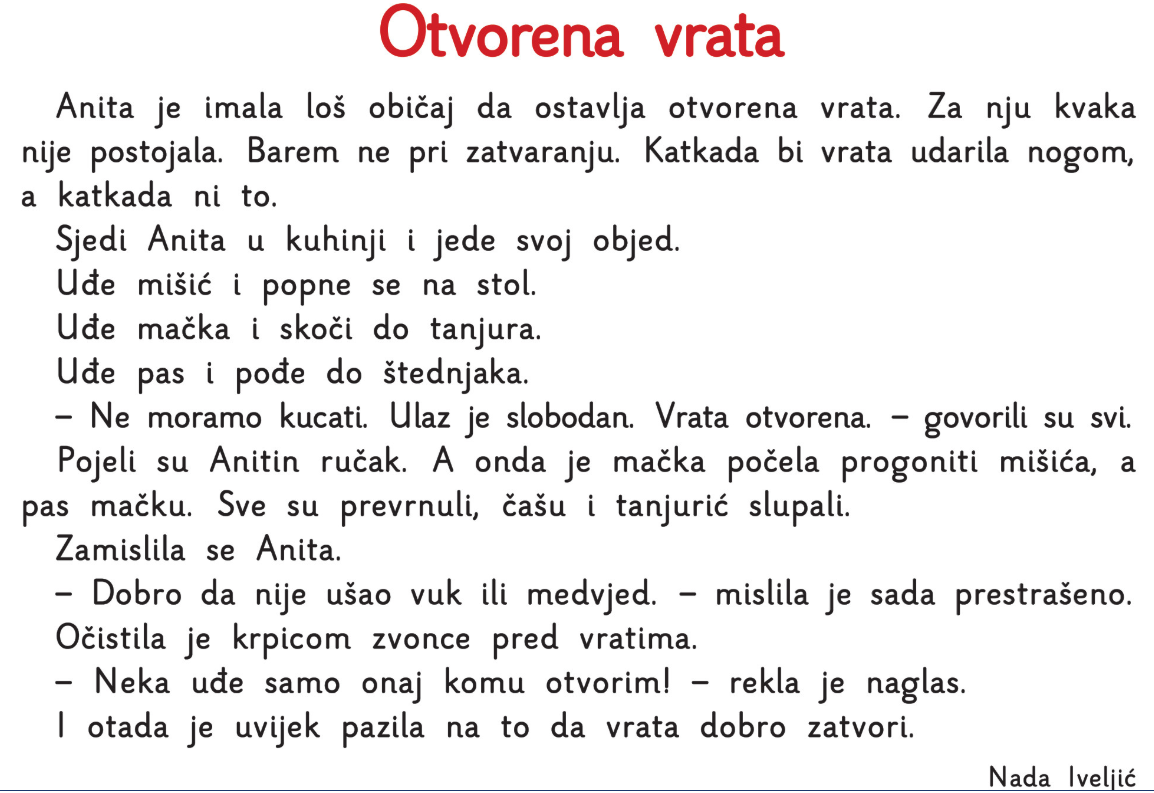 Otvorena vrata
Anita je imala loš običaj da ostavlja otvorena vrata. Za nju kvaka
nije postojala. Barem ne pri zatvaranju. Katkada bi vrata udarila nogom,
a katkada ni to.
Sjedi Anita u kuhinji i jede svoj objed.
Uđe mišić i popne se na stol.
Uđe mačka i skoči do tanjura.
Uđe pas i pođe do štednjaka.
– Ne moramo kucati. Ulaz je slobodan. Vrata otvorena. – govorili su svi.
Pojeli su Anitin ručak. A onda je mačka počela progoniti mišića, a
pas mačku. Sve su prevrnuli, čašu i tanjurić slupali.
Zamislila se Anita.
– Dobro da nije ušao vuk ili medvjed. – mislila je sada prestrašeno.
Očistila je krpicom zvonce pred vratima.
– Neka uđe samo onaj komu otvorim! – rekla je naglas.
I otada je uvijek pazila na to da vrata dobro zatvori.
Nada Iveljić